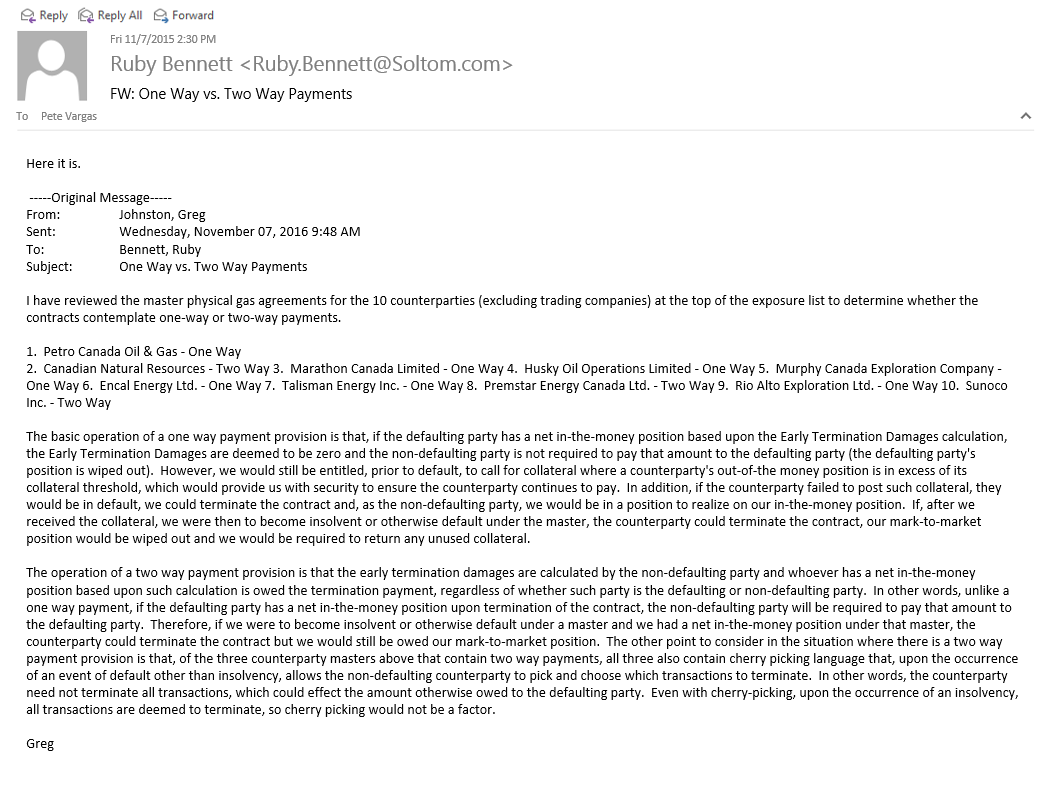 Reply Reply All Forward
Fri 11/7/2015 2:30 PM
Ruby Bennett <Ruby.Bennett@Soltom.com>
FW: One Way vs. Two Way Payments
To Pete Vargas
Here it is.
-----Original Message-----
From: Johnston, Greg
Sent: Wednesday, November 07, 2016 9:48 AM
To: Bennett, Ruby
Subject: One Way vs. Two Way Payments
I have reviewed the master physical gas agreements for the 10 counterparties (excluding trading companies) at the top of the exposure list to determine whether the
contracts contemplate one-way or two-way payments.
1. Petro Canada Oil & Gas - One Way
2. Canadian Natural Resources - Two Way 3. Marathon Canada Limited - One Way 4. Husky Oil Operations Limited - One Way 5. Murphy Canada Exploration Company -
One Way 6. Encal Energy Ltd. - One Way 7. Talisman Energy Inc. - One Way 8. Premstar Energy Canada Ltd. - Two Way 9. Rio Alto Exploration Ltd. - One Way 10. Sunoco
Inc. - Two Way
The basic operation of a one way payment provision is that, if the defaulting party has a net in-the-money position based upon the Early Termination Damages calculation,
the Early Termination Damages are deemed to be zero and the non-defaulting party is not required to pay that amount to the defaulting party (the defaulting party's
position is wiped out). However, we would still be entitled, prior to default, to call for collateral where a counterparty's out-of-the money position is in excess of its
collateral threshold, which would provide us with security to ensure the counterparty continues to pay. In addition, if the counterparty failed to post such collateral, they
would be in default, we could terminate the contract and, as the non-defaulting party, we would be in a position to realize on our in-the-money position. If, after we
received the collateral, we were then to become insolvent or otherwise default under the master, the counterparty could terminate the contract, our mark-to-market
position would be wiped out and we would be required to return any unused collateral.
The operation of a two way payment provision is that the early termination damages are calculated by the non-defaulting party and whoever has a net in-the-money
position based upon such calculation is owed the termination payment, regardless of whether such party is the defaulting or non-defaulting party. In other words, unlike a
one way payment, if the defaulting party has a net in-the-money position upon termination of the contract, the non-defaulting party will be required to pay that amount to
the defaulting party. Therefore, if we were to become insolvent or otherwise default under a master and we had a net in-the-money position under that master, the
counterparty could terminate the contract but we would still be owed our mark-to-market position. The other point to consider in the situation where there is a two way
payment provision is that, of the three counterparty masters above that contain two way payments, all three also contain cherry picking language that, upon the occurrence
of an event of default other than insolvency, allows the non-defaulting counterparty to pick and choose which transactions to terminate. In other words, the counterparty
need not terminate all transactions, which could effect the amount otherwise owed to the defaulting party. Even with cherry-picking, upon the occurrence of an insolvency,
all transactions are deemed to terminate, so cherry picking would not be a factor.
Greg